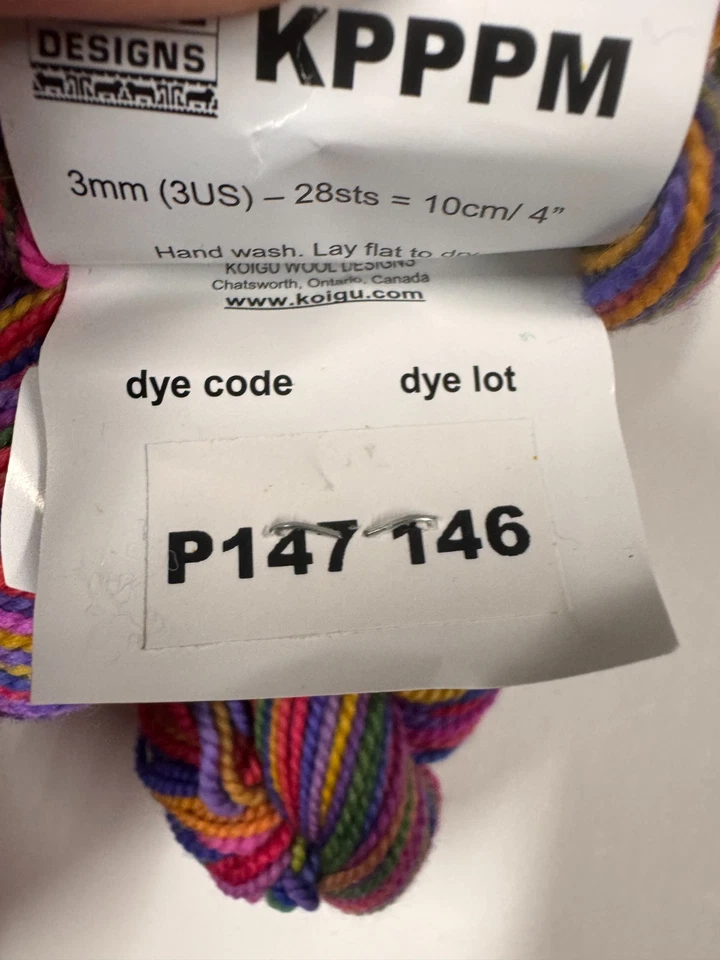 DESIGNS
KPPPM
3mm (3US) – 28sts = 10cm/ 4”
Hand wash. Lay flat to
KOIGU WOOL DESIGNS
Chatsworth, Ontario, Canada
www.koigu.com
dye code dye lot
P147 146